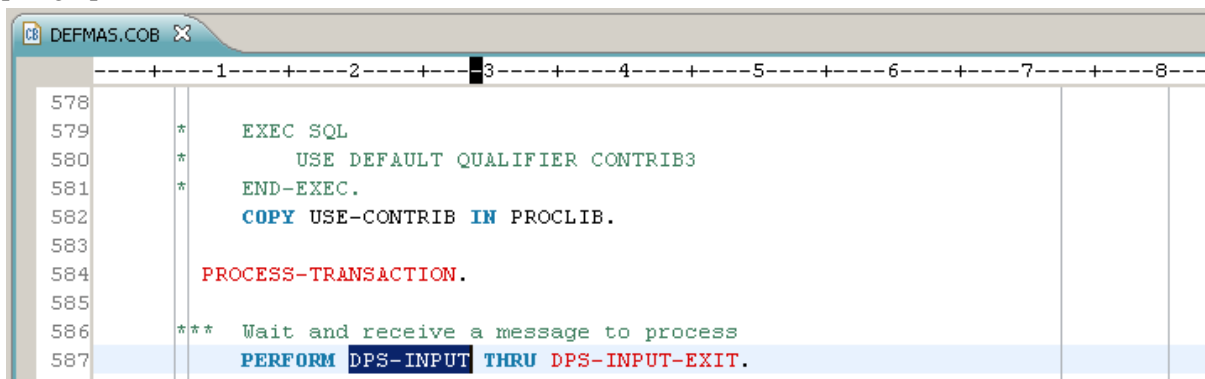 DEFMAS.COB
----+----1----+----2----+----3----+----4----+----5----+----6----+----7----+----8---
578
579 * EXEC SQL
580 * USE DEFAULT QUALIFIER CONTRIB3
581 * END-EXEC.
582 COPY USE-CONTRIB IN PROCLIB.
583
584 PROCESS-TRANSACTION.
585
586 *** Wait and receive a message to process
587 PERFORM DPS-INPUT THRU DPS-INPUT-EXIT.